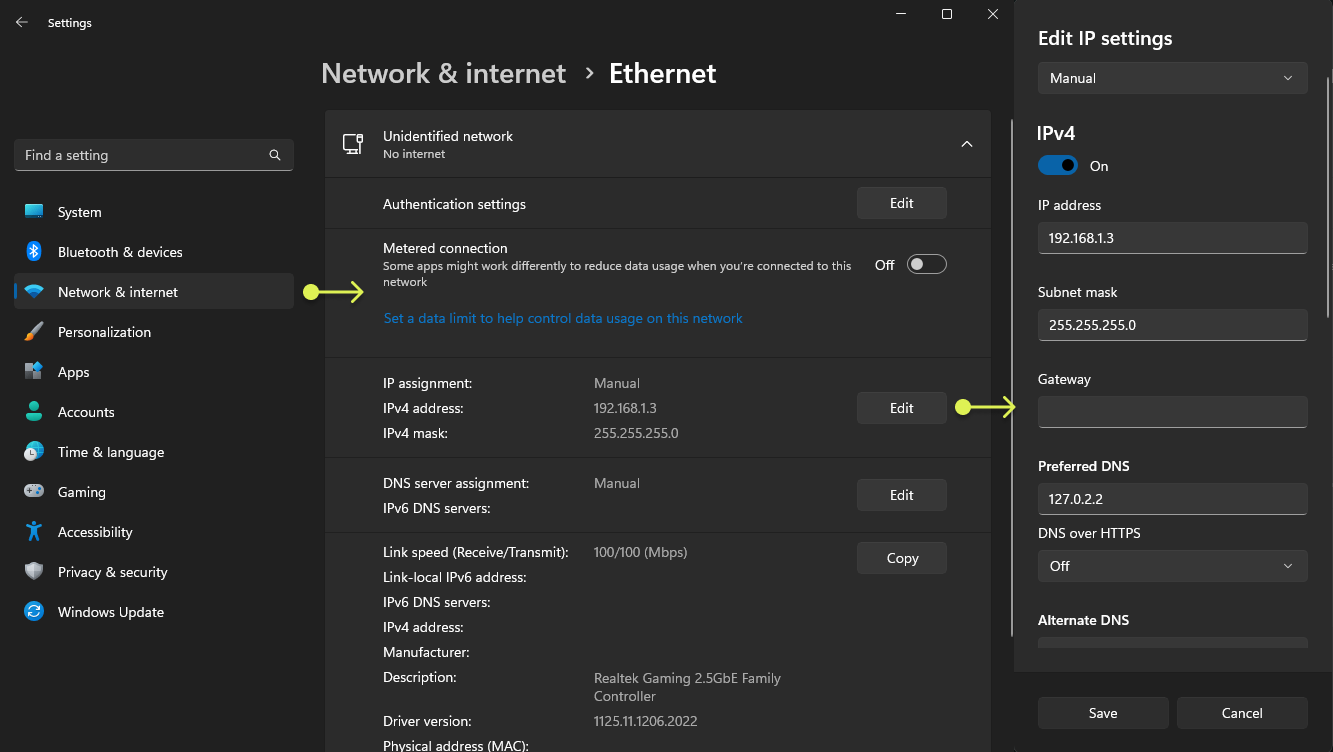 Settings
Find a setting
System
Bluetooth & devices
Network & internet
Personalization
Apps
Accounts
Time & language
Gaming
Accessibility
Privacy & security
Windows Update
Network & internet › Ethernet
Unidentified network
No internet
Authentication settings
Edit
Metered connection
Some apps might work differently to reduce data usage when you're connected to this
network
Off
Set a data limit to help control data usage on this network
IP assignment: Manual
IPv4 address: 192.168.1.3
IPv4 mask: 255.255.255.0
Edit
DNS server assignment: Manual
IPv6 DNS servers:
Edit
Link speed (Receive/Transmit): 100/100 (Mbps)
Copy
Link-local IPv6 address:
IPv6 DNS servers:
IPv4 address:
Manufacturer:
Description: Realtek Gaming 2.5GbE Family
Controller
Driver version: 1125.11.1206.2022
Physical address (MAC):
Edit IP settings
Manual
IPv4
On
IP address
192.168.1.3
Subnet mask
255.255.255.0
Gateway
Preferred DNS
127.0.2.2
DNS over HTTPS
Off
Alternate DNS
Save Cancel